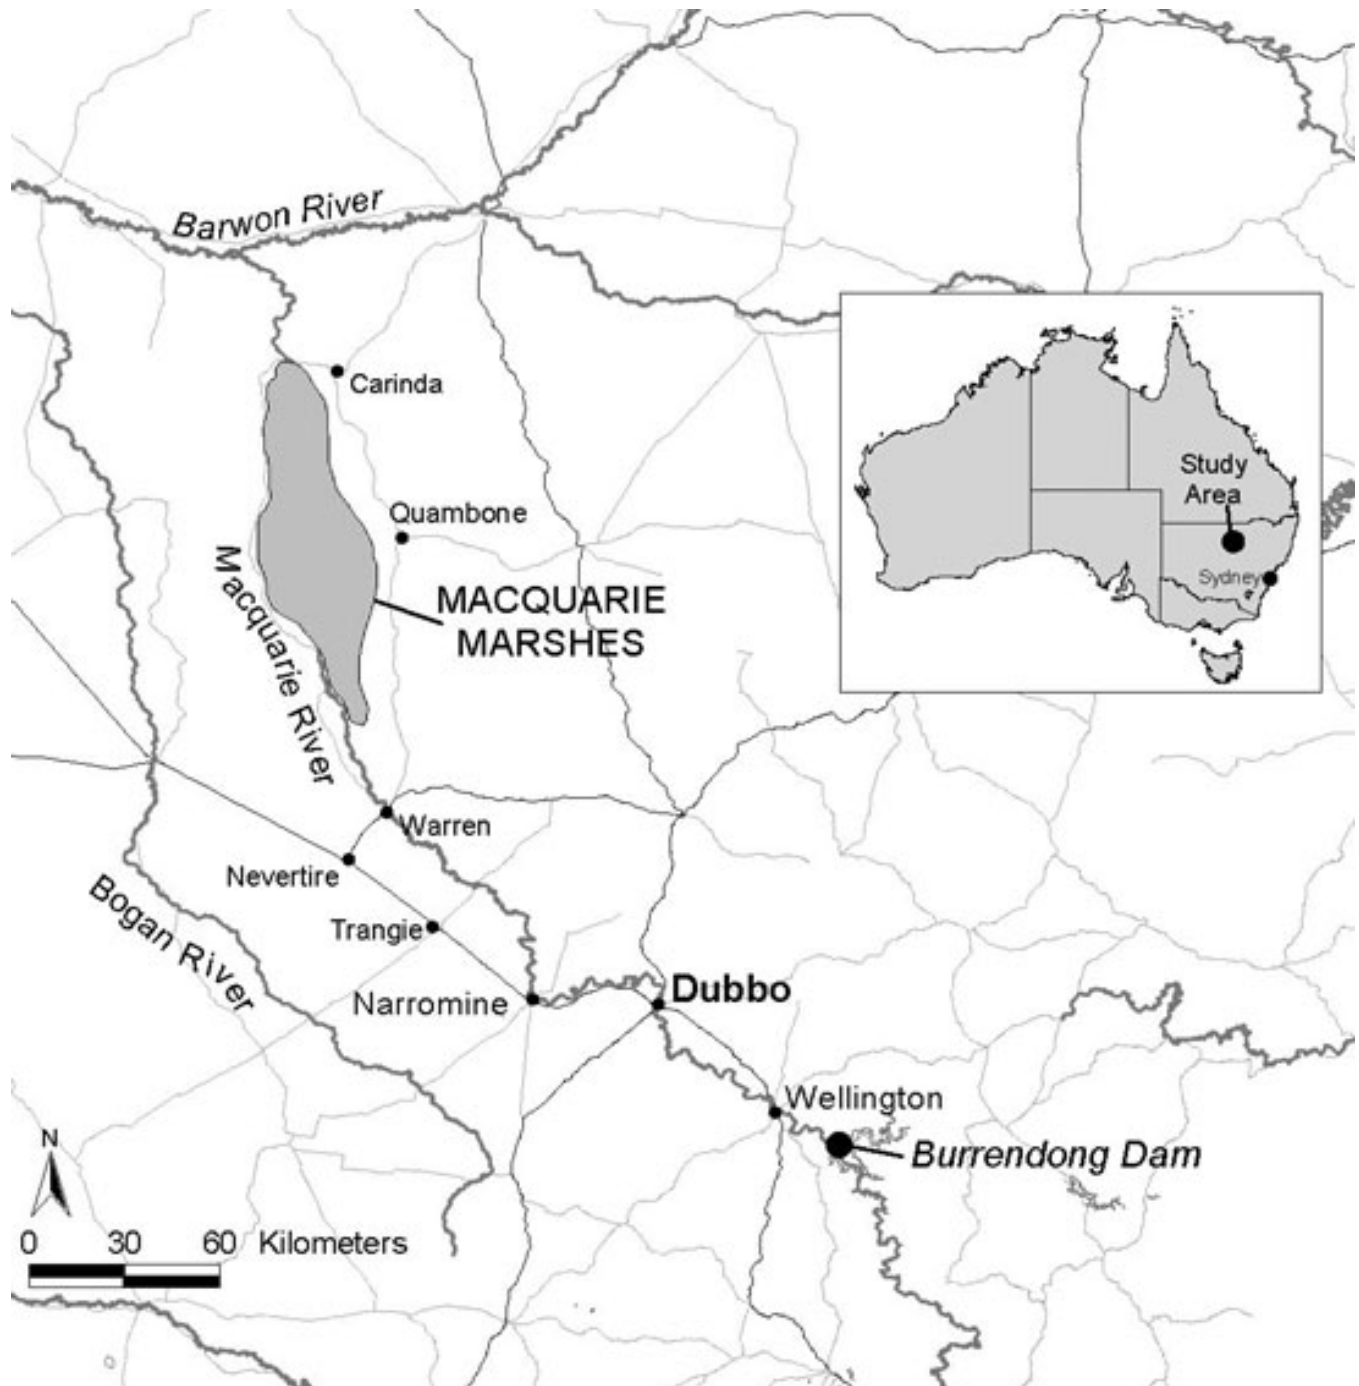 Barwon River
Carinda
Study
Area
Quambone
Sydney
Macquarie River
MACQUARIE
MARSHES
Warren
Nevertire
Bogan River
Trangie
Narromine
Dubbo
Wellington
Burrendong Dam
N
0 30 60 Kilometers